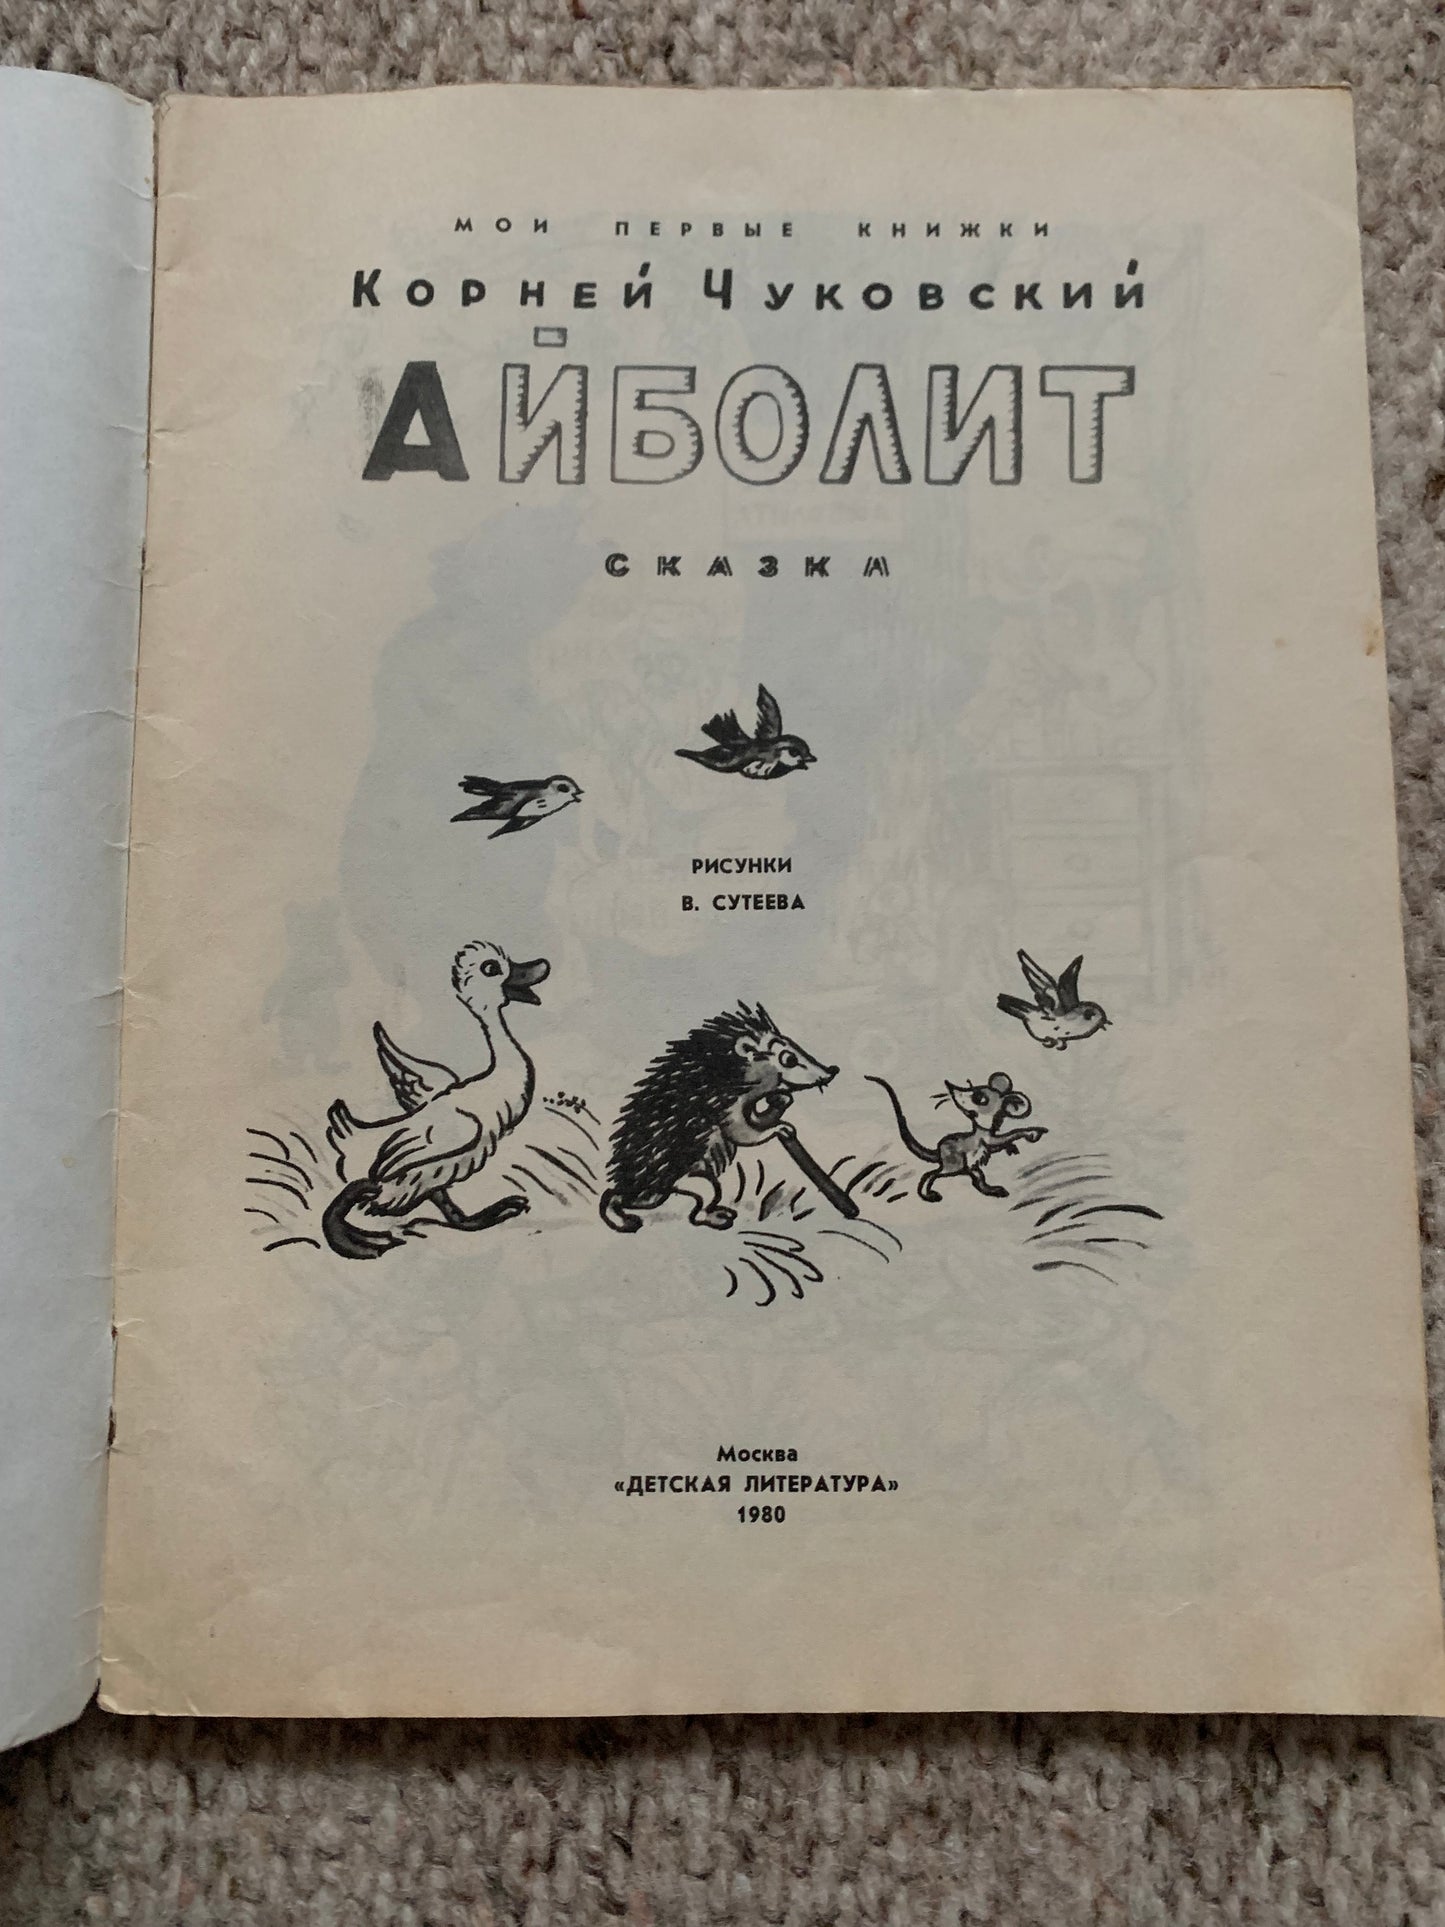 МОИ ПЕРВЫЕ КНИЖКИ
КОРНЕЙ ЧУКОВСКИЙ
АЙБОЛИТ
СКАЗКА
РИСУНКИ
В. СУТЕЕВА
Москва
«ДЕТСКАЯ ЛИТЕРАТУРА»
1980